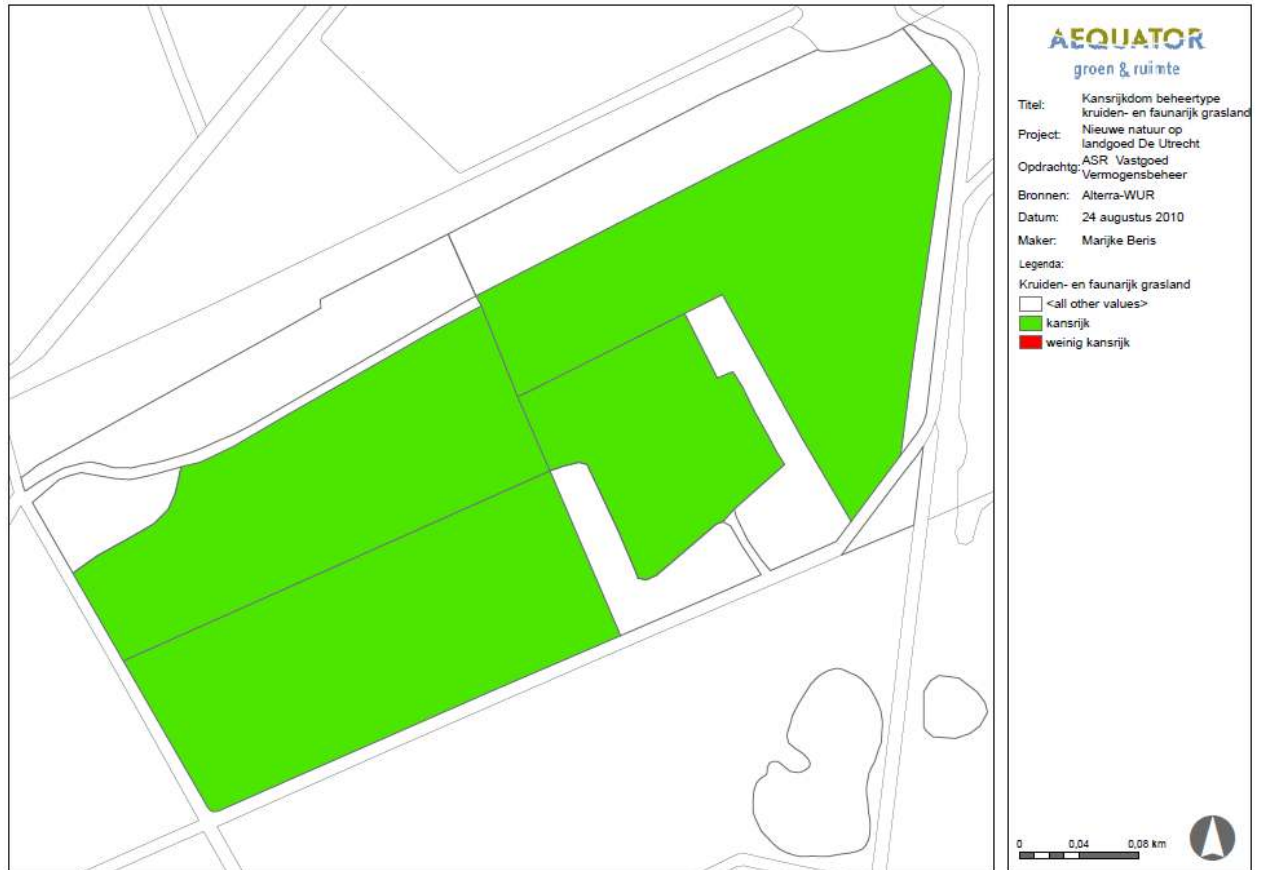 AEQUATOR
groen & ruimte
Titel: Kansrijkdom beheertype
kruiden- en faunarijk grasland
Project: Nieuwe natuur op
landgoed De Utrecht
Opdrachtg: ASR Vastgoed
Vermogensbeheer
Bronnen: Alterra-WUR
Datum: 24 augustus 2010
Maker: Marijke Beris
Legenda:
Kruiden- en faunarijk grasland
<all other values>
kansrijk
weinig kansrijk
0 0,04 0,08 km